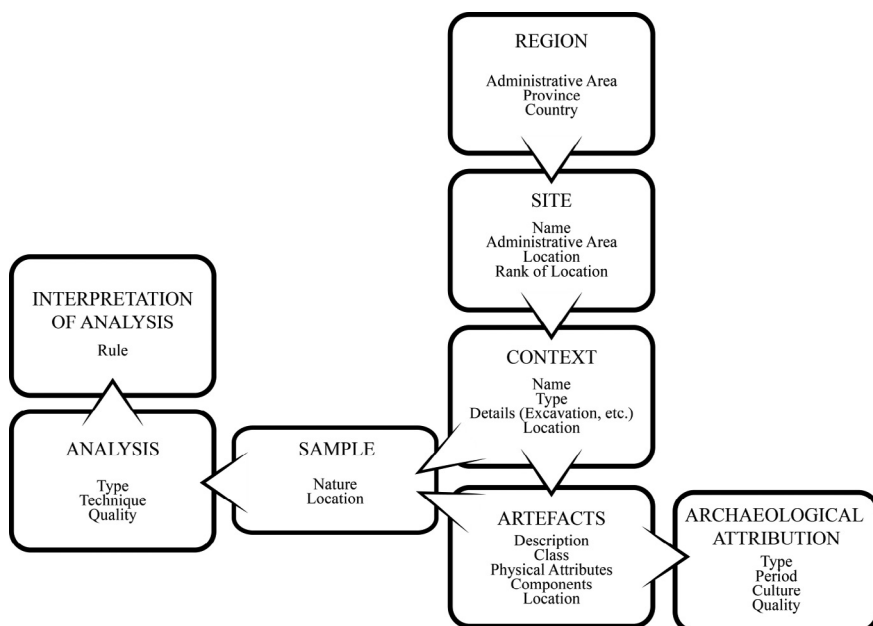 REGION
Administrative Area
Province
Country
SITE
Name
Administrative Area
Location
Rank of Location
INTERPRETATION
OF ANALYSIS
Rule
CONTEXT
Name
Type
Details (Excavation, etc.)
Location
ANALYSIS
Type
Technique
Quality
SAMPLE
Nature
Location
ARTEFACTS
Description
Class
Physical Attributes
Components
Location
ARCHAEOLOGICAL
ATTRIBUTION
Type
Period
Culture
Quality